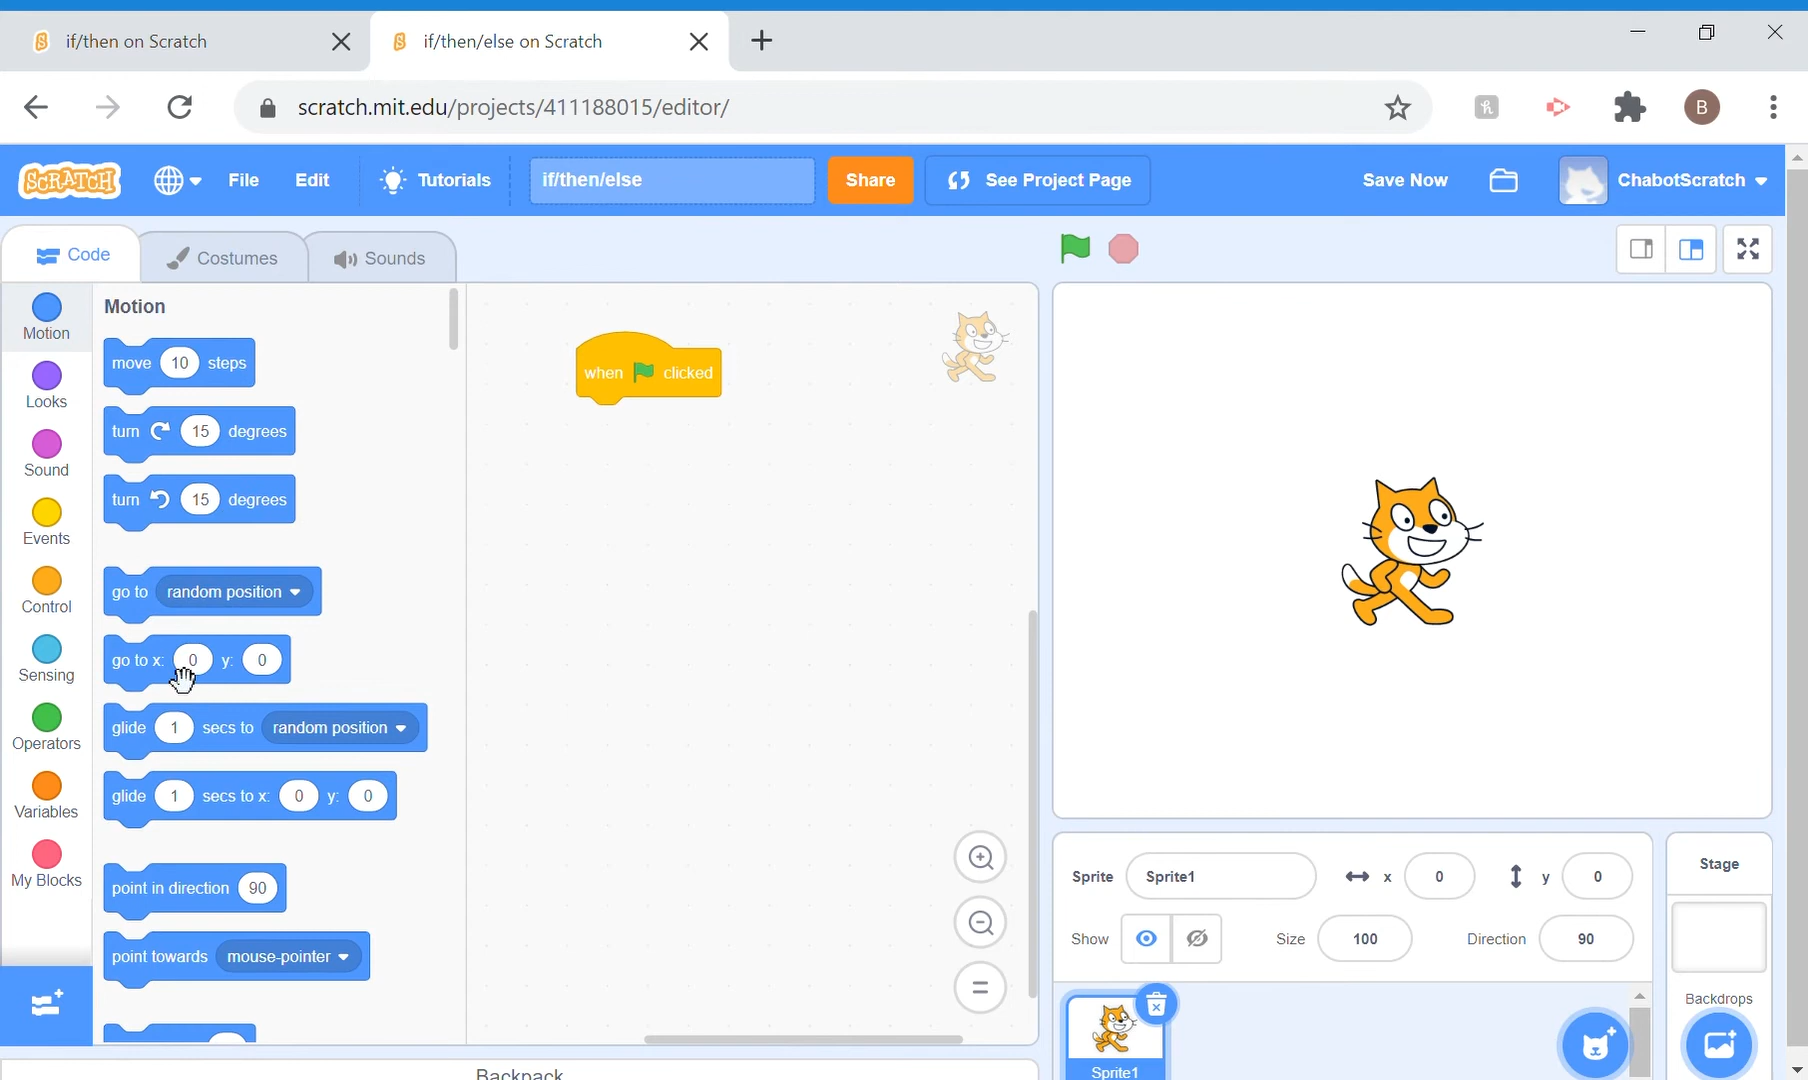 if/then on Scratch
if/then/else on Scratch
scratch.mit.edu/projects/411188015/editor/
B
SCRATCH
File
Edit
Tutorials
if/then/else
Share
See Project Page
Save Now
ChabotScratch
Code
Costumes
Sounds
Motion
Looks
Sound
Events
Control
Sensing
Operators
Variables
My Blocks
Motion
move 10 steps
turn 15 degrees
turn 15 degrees
go to random position
go to x: 0 y: 0
glide 1 secs to random position
glide 1 secs to x: 0 y: 0
point in direction 90
point towards mouse-pointer
when clicked
Sprite Sprite1 x 0 y 0
Show Size 100 Direction 90
Sprite1
Stage
Backdrops
Backpack